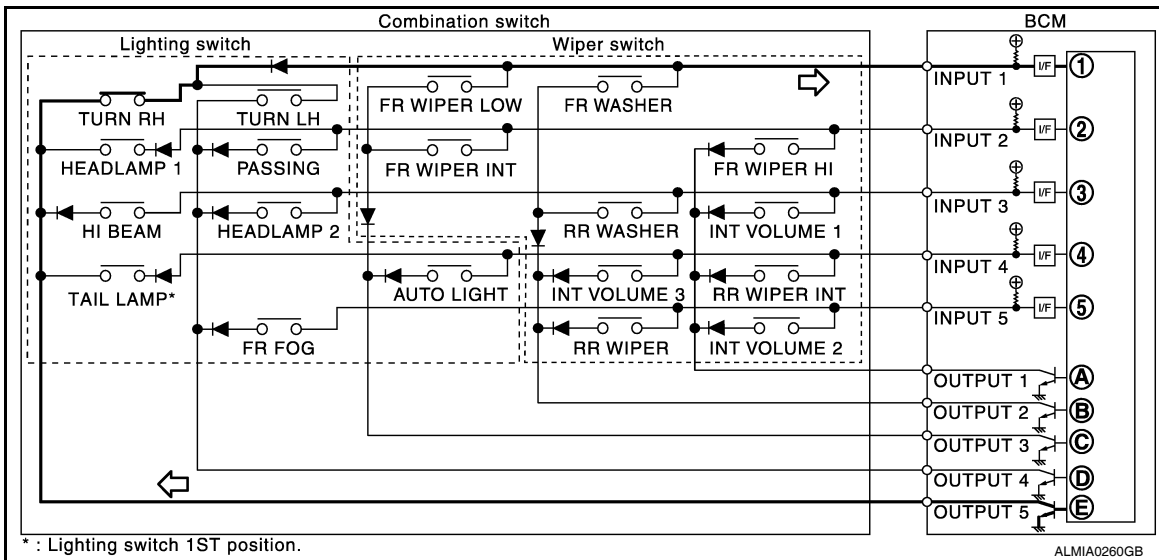 Combination switch
BCM
Lighting switch
Wiper switch
INPUT 1
I/F
1
TURN RH
TURN LH
FR WIPER LOW
FR WASHER
INPUT 2
I/F
2
HEADLAMP 1
PASSING
FR WIPER INT
FR WIPER HI
INPUT 3
I/F
3
HI BEAM
HEADLAMP 2
RR WASHER
INT VOLUME 1
INPUT 4
I/F
4
TAIL LAMP*
AUTO LIGHT
INT VOLUME 3
RR WIPER INT
INPUT 5
I/F
5
FR FOG
RR WIPER
INT VOLUME 2
OUTPUT 1
A
OUTPUT 2
B
OUTPUT 3
C
OUTPUT 4
D
OUTPUT 5
E
* : Lighting switch 1ST position.
ALMIA0260GB